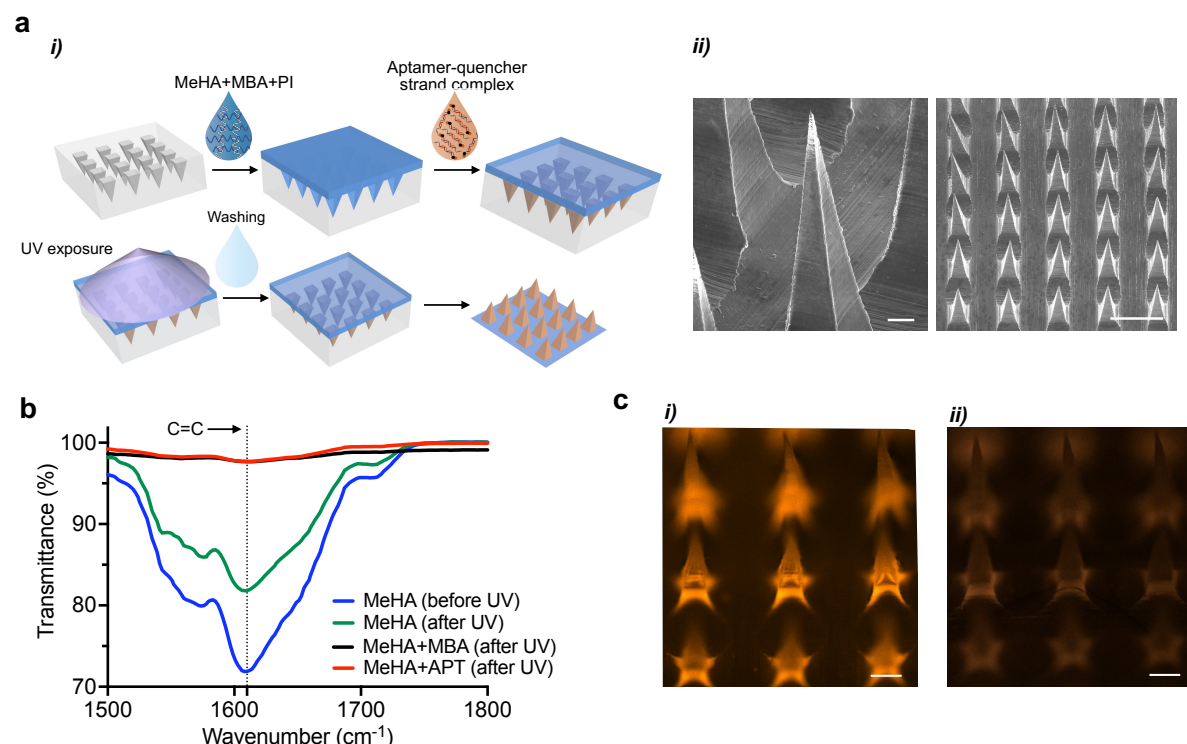 a
i)
MeHA+MBA+PI
Aptamer-quencher
strand complex
Washing
UV exposure
ii)
b
C=C
100
90
80
70
Transmittance (%)
MeHA (before UV)
MeHA (after UV)
MeHA+MBA (after UV)
MeHA+APT (after UV)
1500
1600
1700
1800
Wavenumber (cm⁻¹)
c
i)
ii)